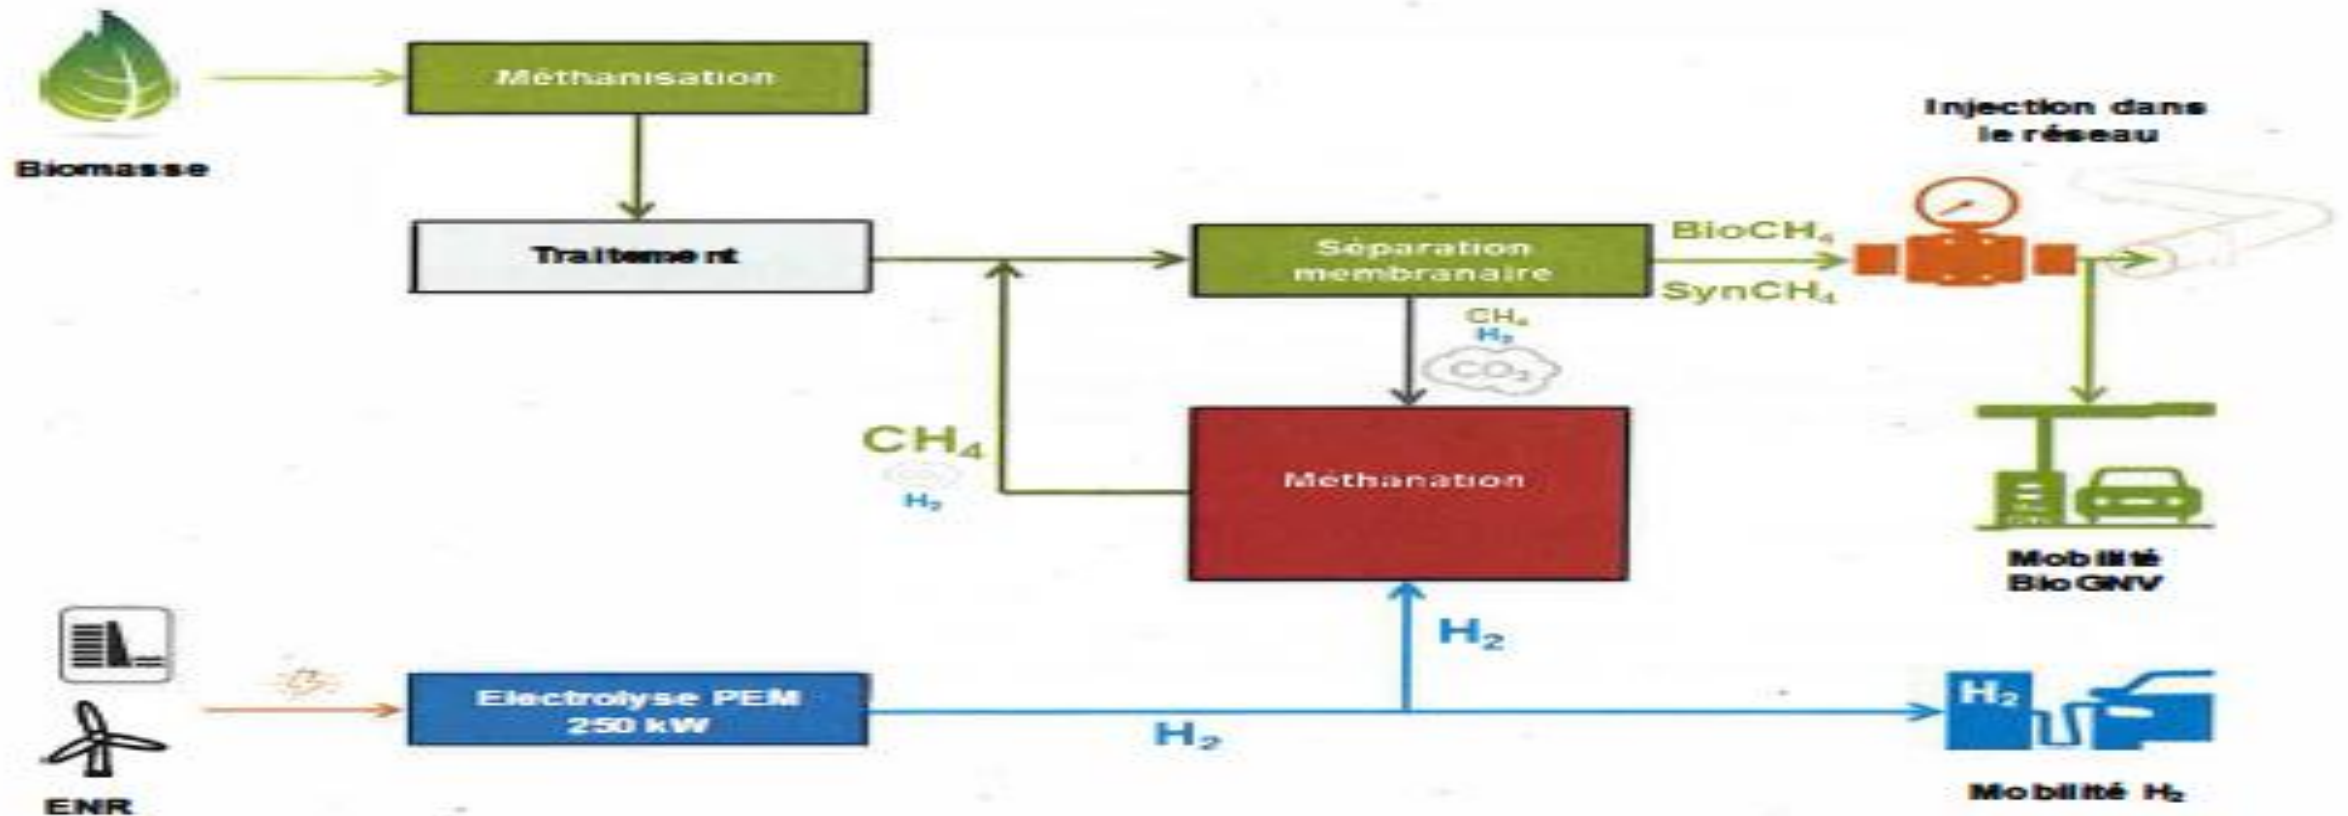 Méthanisation
Biomasse
Injection dans
le réseau
Traitement
Séparation
membranaire
BioCH₄
SynCH₄
CH₄
H₂
CO₂
CH₄
H₂
Méthanation
Mobilité
BioGNV
H₂
Electrolyse PEM
250 kW
H₂
H₂
ENR
Mobilité H₂